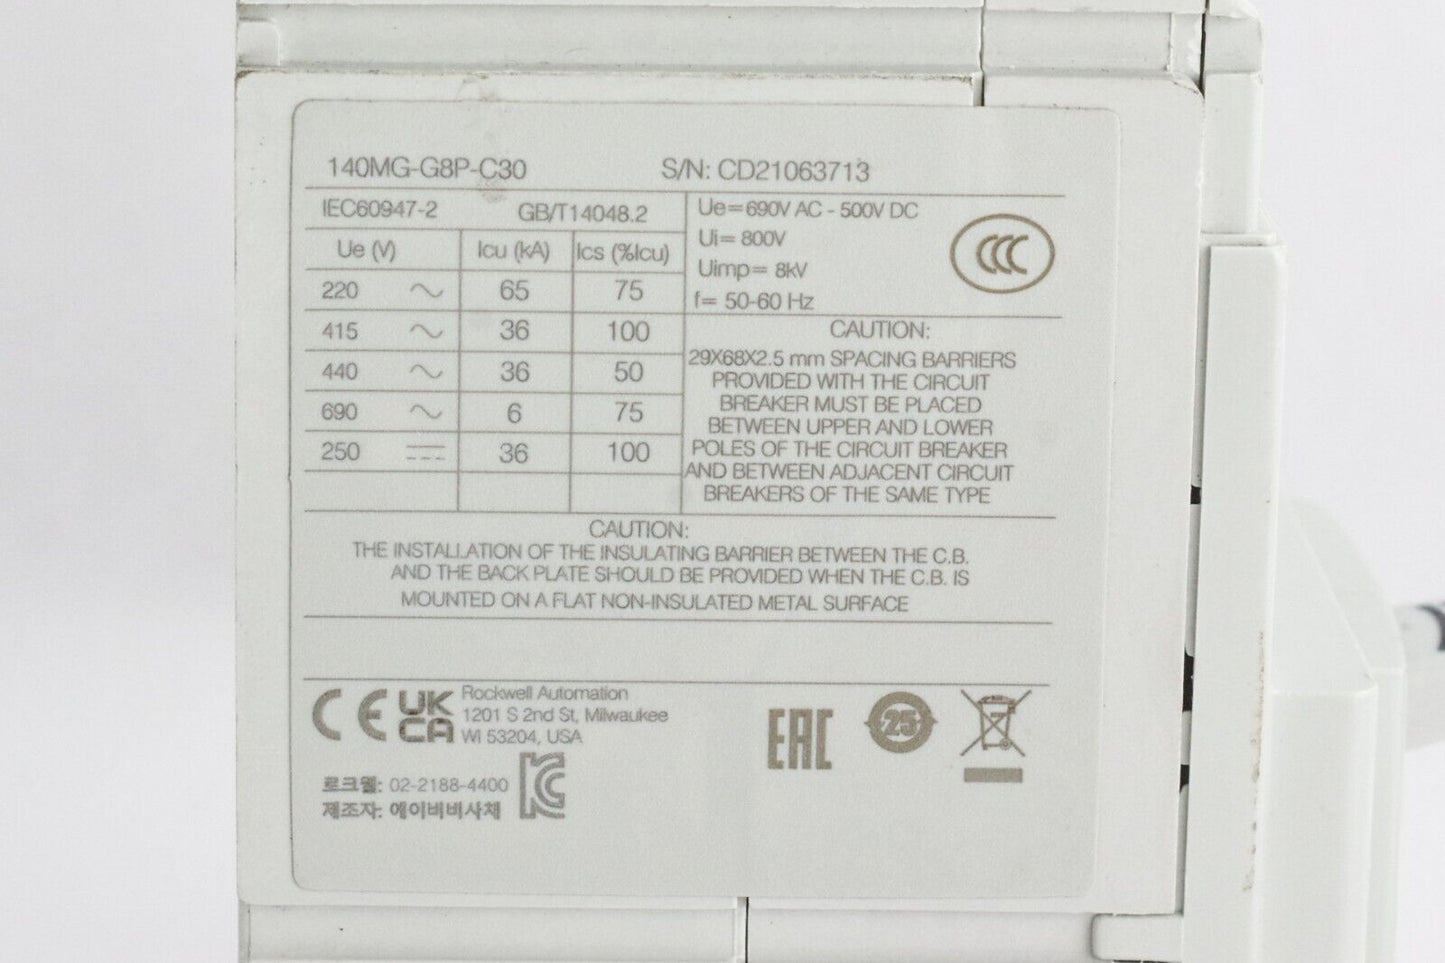 140MG-G8P-C30 S/N: CD21063713
IEC60947-2 GB/T14048.2
Ue (V) Icu (kA) Ics (%Icu)
220 ~ 65 75
415 ~ 36 100
440 ~ 36 50
690 ~ 6 75
250 ⎓ 36 100
Ue=690V AC - 500V DC
Ui= 800V
Uimp= 8kV
f= 50-60 Hz
CCC
CAUTION:
29X68X2.5 mm SPACING BARRIERS
PROVIDED WITH THE CIRCUIT
BREAKER MUST BE PLACED
BETWEEN UPPER AND LOWER
POLES OF THE CIRCUIT BREAKER
AND BETWEEN ADJACENT CIRCUIT
BREAKERS OF THE SAME TYPE
CAUTION:
THE INSTALLATION OF THE INSULATING BARRIER BETWEEN THE C.B.
AND THE BACK PLATE SHOULD BE PROVIDED WHEN THE C.B. IS
MOUNTED ON A FLAT NON-INSULATED METAL SURFACE
CE UK
CA
Rockwell Automation
1201 S 2nd St, Milwaukee
WI 53204, USA
EAC 25
로크웰: 02-2188-4400
제조자: 에이비비사채
KC